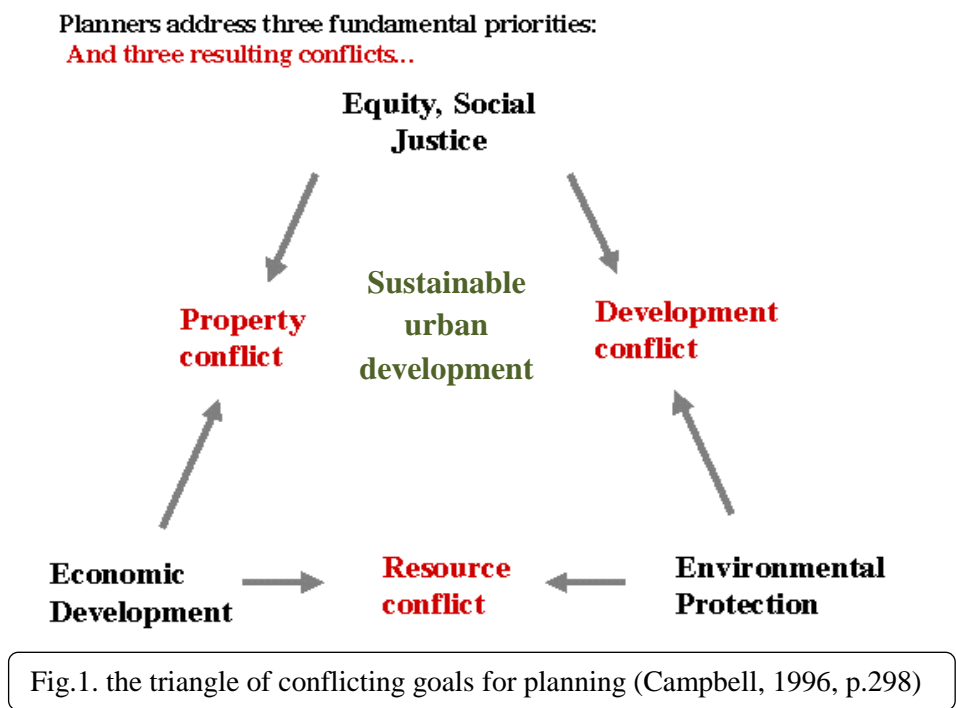 Planners address three fundamental priorities:
And three resulting conflicts...
Equity, Social
Justice
Sustainable
urban
development
Property
conflict
Development
conflict
Economic
Development
Resource
conflict
Environmental
Protection
Fig.1. the triangle of conflicting goals for planning (Campbell, 1996, p.298)